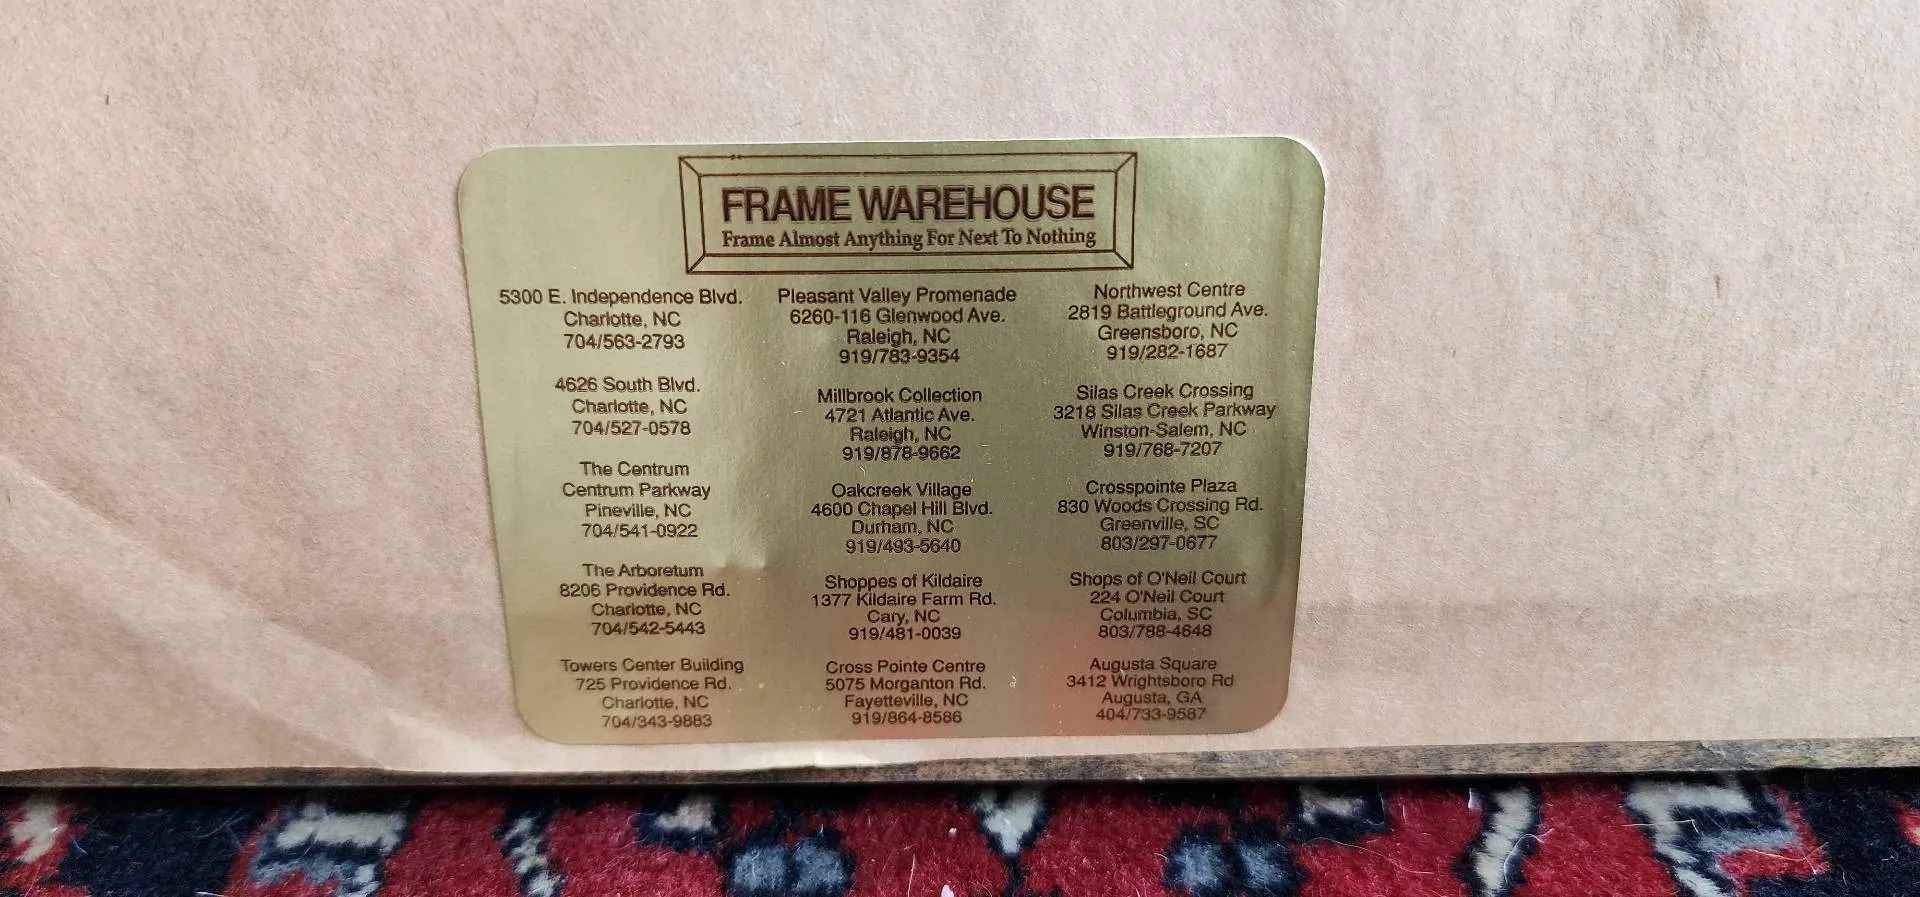 FRAME WAREHOUSE
Frame Almost Anything For Next To Nothing
5300 E. Independence Blvd.
Charlotte, NC
704/563-2793
4626 South Blvd.
Charlotte, NC
704/527-0578
The Centrum
Centrum Parkway
Pineville, NC
704/541-0922
The Arboretum
8206 Providence Rd.
Charlotte, NC
704/542-5443
Towers Center Building
725 Providence Rd.
Charlotte, NC
704/343-9883
Pleasant Valley Promenade
6260-116 Glenwood Ave.
Raleigh, NC
919/783-9354
Millbrook Collection
4721 Atlantic Ave.
Raleigh, NC
919/878-9662
Oakcreek Village
4600 Chapel Hill Blvd.
Durham, NC
919/493-5640
Shoppes of Kildaire
1377 Kildaire Farm Rd.
Cary, NC
919/481-0039
Cross Pointe Centre
5075 Morganton Rd.
Fayetteville, NC
919/864-8586
Northwest Centre
2819 Battleground Ave.
Greensboro, NC
919/282-1687
Silas Creek Crossing
3218 Silas Creek Parkway
Winston-Salem, NC
919/768-7207
Crosspointe Plaza
830 Woods Crossing Rd.
Greenville, SC
803/297-0677
Shops of O'Neil Court
224 O'Neil Court
Columbia, SC
803/788-4648
Augusta Square
3412 Wrightsboro Rd
Augusta, GA
404/733-9587